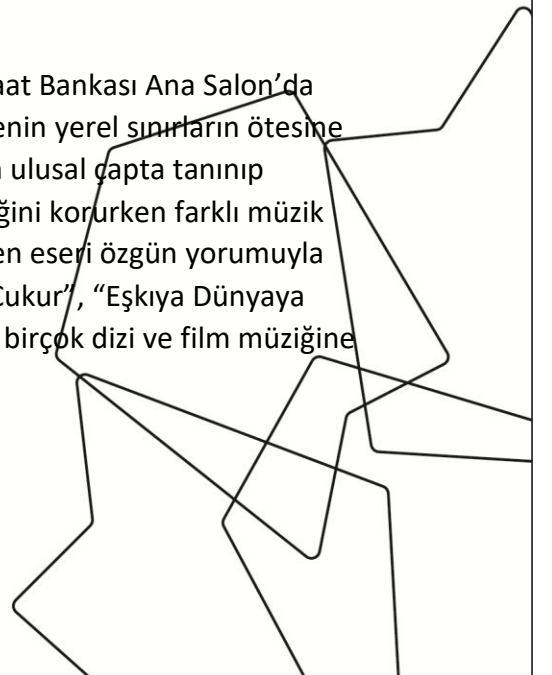 aat Bankası Ana Salon’da
enin yerel sınırların ötesine
ulusal çapta tanınıp
ğini korurken farklı müzik
en eseri özgün yorumuyla
Çukur”, “Eşkıya Dünyaya
birçok dizi ve film müziğine